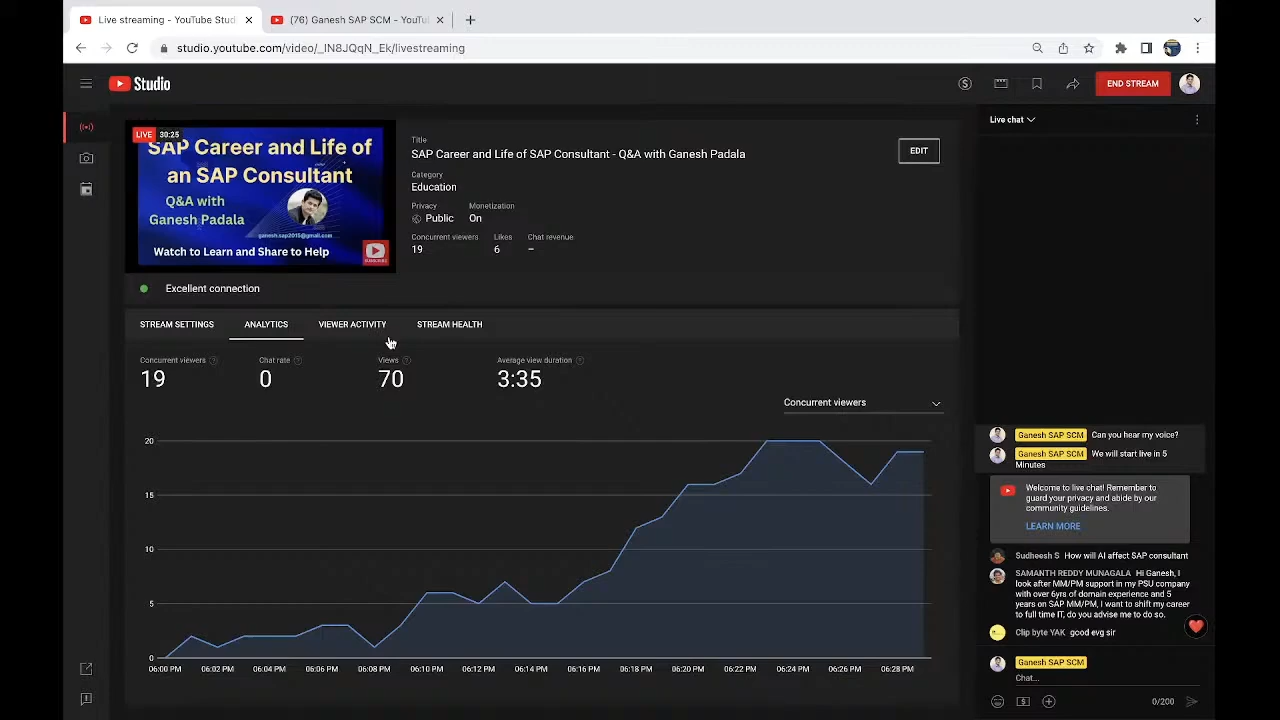 Live streaming - YouTube Stud
(76) Ganesh SAP SCM - YouTu
studio.youtube.com/video/_IN8JQqN_Ek/livestreaming
Studio
END STREAM
LIVE 30:25
SAP Career and Life of
an SAP Consultant
Q&A with
Ganesh Padala
ganesh.sap2015@gmail.com
Watch to Learn and Share to Help
SUBSCRIBE
Title
SAP Career and Life of SAP Consultant - Q&A with Ganesh Padala
EDIT
Category
Education
Privacy Monetization
Public On
Concurrent viewers Likes Chat revenue
19 6 –
Excellent connection
STREAM SETTINGS ANALYTICS VIEWER ACTIVITY STREAM HEALTH
Concurrent viewers Chat rate Views Average view duration
19 0 70 3:35
Concurrent viewers
20
15
10
5
0
06:00 PM 06:02 PM 06:04 PM 06:06 PM 06:08 PM 06:10 PM 06:12 PM 06:14 PM 06:16 PM 06:18 PM 06:20 PM 06:22 PM 06:24 PM 06:26 PM 06:28 PM
Live chat
Ganesh SAP SCM Can you hear my voice?
Ganesh SAP SCM We will start live in 5
Minutes
Welcome to live chat! Remember to
guard your privacy and abide by our
community guidelines.
LEARN MORE
Sudheesh S How will AI affect SAP consultant
SAMANTH REDDY MUNAGALA Hi Ganesh, I
look after MM/PM support in my PSU company
with over 6yrs of domain experience and 5
years on SAP MM/PM, I want to shift my career
to full time IT, do you advise me to do so.
Clip byte YAK good evg sir
Ganesh SAP SCM
Chat...
0/200